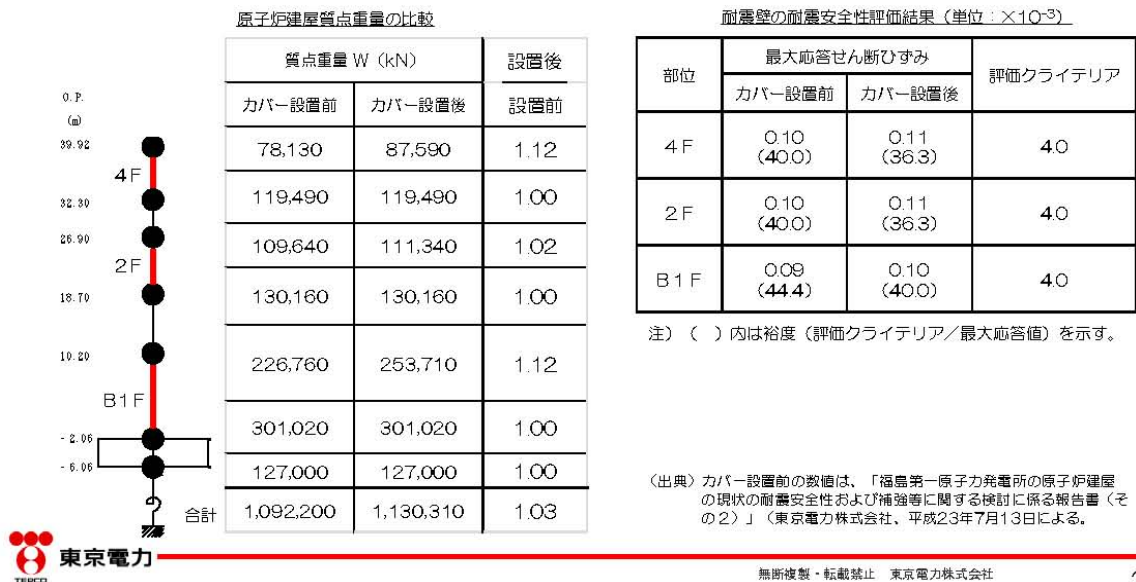 原子炉建屋質点重量の比較
質点重量 W (kN) 設置後
カバー設置前 カバー設置後 設置前
O.P.
(m)
39.92 78,130 87,590 1.12
4F
32.30 119,490 119,490 1.00
26.90 109,640 111,340 1.02
2F
18.70 130,160 130,160 1.00
10.20 226,760 253,710 1.12
B1F
-2.06 301,020 301,020 1.00
-6.06 127,000 127,000 1.00
合計 1,092,200 1,130,310 1.03
耐震壁の耐震安全性評価結果（単位：×10-3）
部位 最大応答せん断ひずみ 評価クライテリア
カバー設置前 カバー設置後
4F 0.10 0.11 4.0
(40.0) (36.3)
2F 0.10 0.11 4.0
(40.0) (36.3)
B1F 0.09 0.10 4.0
(44.4) (40.0)
注）（ ）内は裕度（評価クライテリア／最大応答値）を示す。
（出典）カバー設置前の数値は、「福島第一原子力発電所の原子炉建屋
の現状の耐震安全性および補強等に関する検討に係る報告書（そ
の２）」（東京電力株式会社、平成23年7月13日による。
東京電力
TEPCO
無断複製・転載禁止 東京電力株式会社